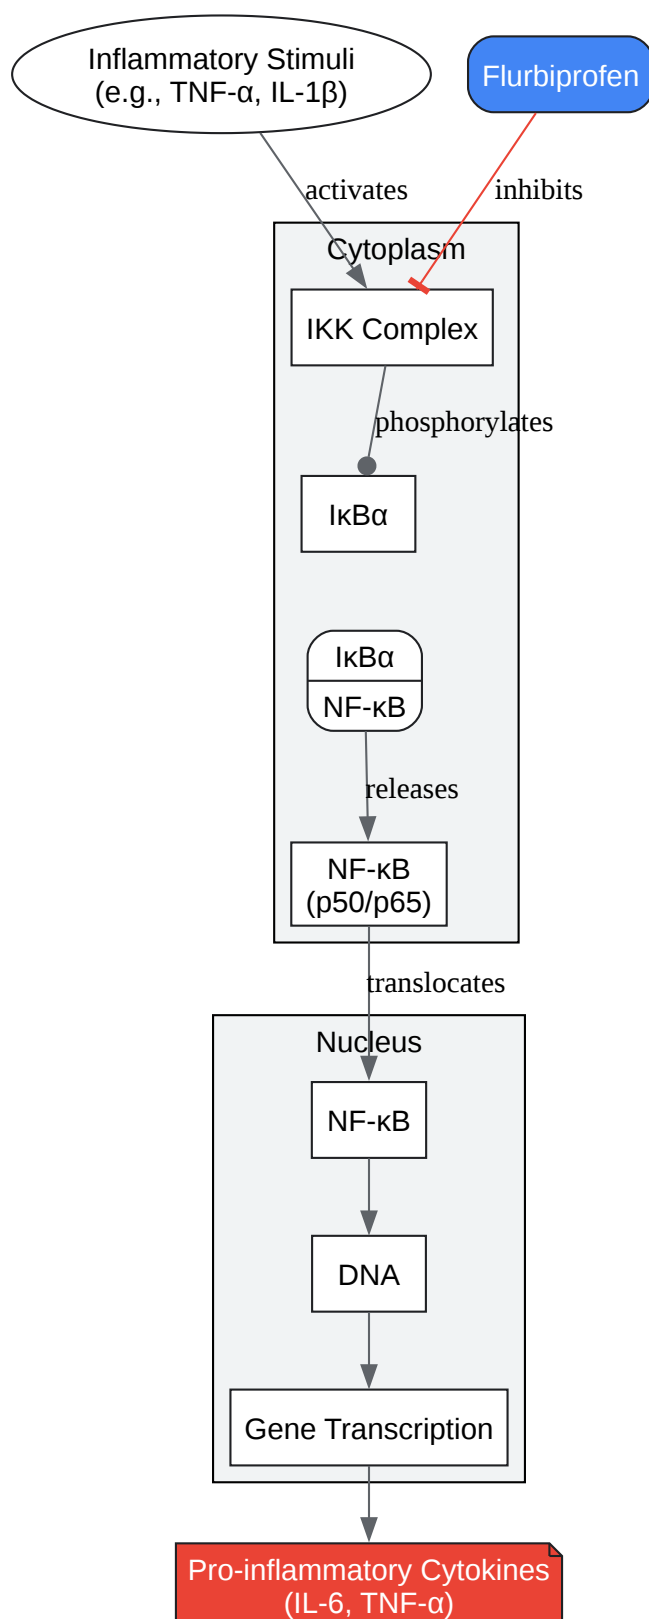 Inflammatory Stimuli
(e.g., TNF-α, IL-1β)
Flurbiprofen
activates
inhibits
Cytoplasm
IKK Complex
phosphorylates
IκBα
IκBα
NF-κB
releases
NF-κB
(p50/p65)
translocates
Nucleus
NF-κB
DNA
Gene Transcription
Pro-inflammatory Cytokines
(IL-6, TNF-α)